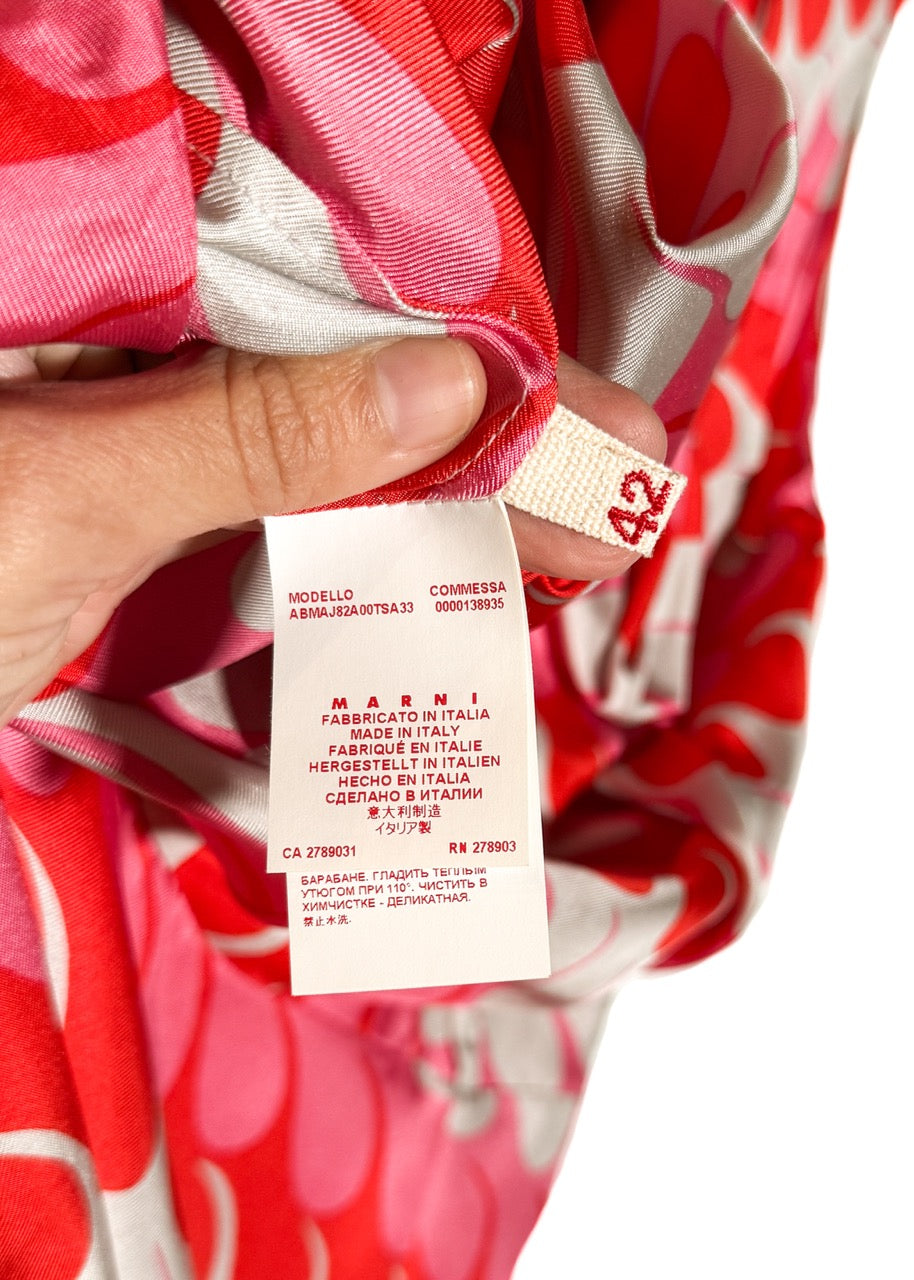 42
MODELLO COMMESSA
ABMAJ82A00TSA33 0000138935
MARNI
FABBRICATO IN ITALIA
MADE IN ITALY
FABRIQUÉ EN ITALIE
HERGESTELLT IN ITALIEN
HECHO EN ITALIA
СДЕЛАНО В ИТАЛИИ
意大利制造
イタリア製
CA 2789031 RN 278903
БАРАБАНЕ. ГЛАДИТЬ ТЕПЛЫМ
УТЮГОМ ПРИ 110°. ЧИСТИТЬ В
ХИМЧИСТКЕ - ДЕЛИКАТНАЯ.
禁止水洗.